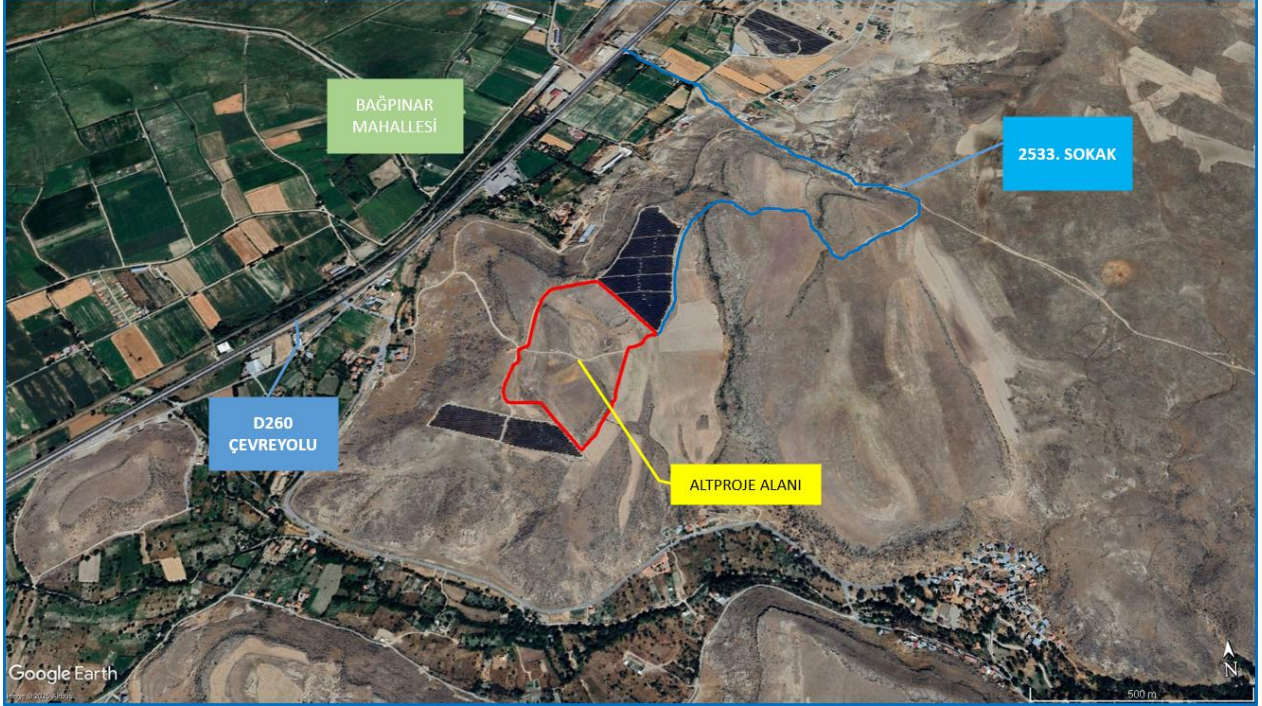 BAĞPINAR
MAHALLESİ
2533. SOKAK
D260
ÇEVREYOLU
ALTPROJE ALANI
Google Earth
N
500 m